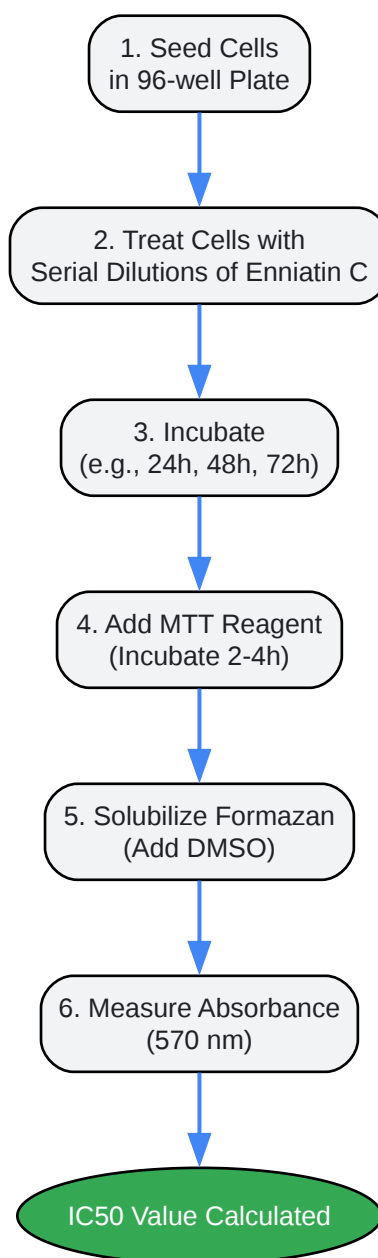 1. Seed Cells
in 96-well Plate
2. Treat Cells with
Serial Dilutions of Enniatin C
3. Incubate
(e.g., 24h, 48h, 72h)
4. Add MTT Reagent
(Incubate 2-4h)
5. Solubilize Formazan
(Add DMSO)
6. Measure Absorbance
(570 nm)
IC50 Value Calculated